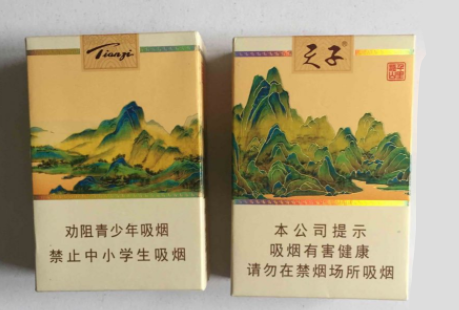 Tianzi
劝阻青少年吸烟
禁止中小学生吸烟
天子
本公司提示
吸烟有害健康
请勿在禁烟场所吸烟